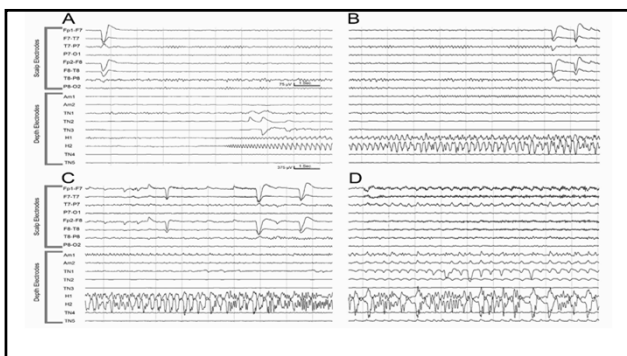 A
B
Scalp Electrodes
Fp1-F7
F7-T7
T7-P7
P7-O1
Fp2-F8
F8-T8
T8-P8
P8-O2
1 Sec
Depth Electrodes
Am1
Am2
TN1
TN2
TN3
H1
H2
TN4
TN5
1 Sec
C
D
Scalp Electrodes
Fp1-F7
F7-T7
T7-P7
P7-O1
Fp2-F8
F8-T8
T8-P8
P8-O2
Depth Electrodes
Am1
Am2
TN1
TN2
TN3
H1
H2
TN4
TN5